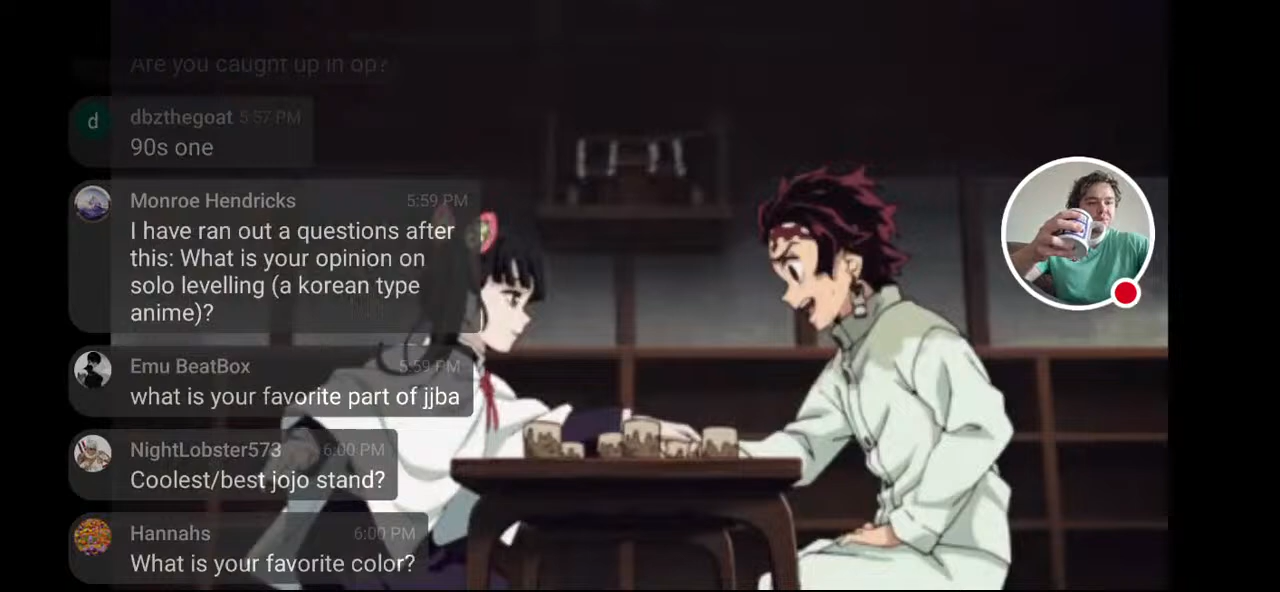 Are you caught up in op?
dbzthegoat 5:57 PM
90s one
Monroe Hendricks 5:59 PM
I have ran out a questions after
this: What is your opinion on
solo levelling (a korean type
anime)?
Emu BeatBox 5:59 PM
what is your favorite part of jjba
NightLobster573 6:00 PM
Coolest/best jojo stand?
Hannahs 6:00 PM
What is your favorite color?